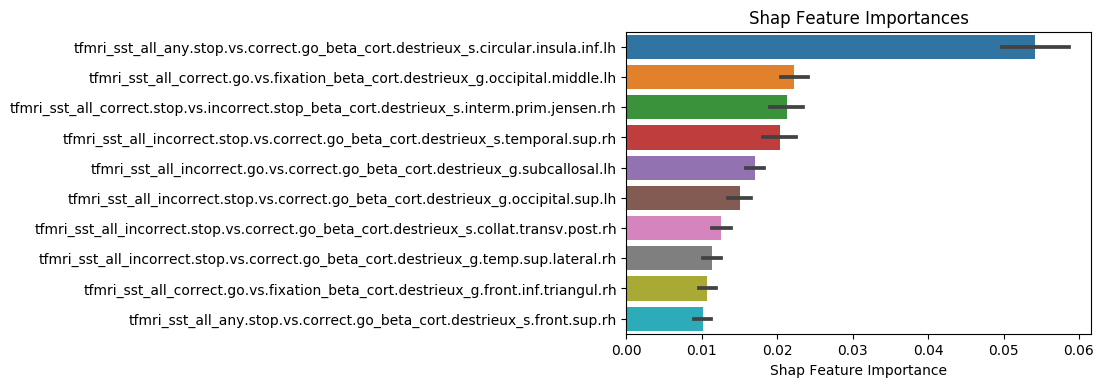 Shap Feature Importances
tfmri_sst_all_any.stop.vs.correct.go_beta_cort.destrieux_s.circular.insula.inf.lh
tfmri_sst_all_correct.go.vs.fixation_beta_cort.destrieux_g.occipital.middle.lh
tfmri_sst_all_correct.stop.vs.incorrect.stop_beta_cort.destrieux_s.interm.prim.jensen.rh
tfmri_sst_all_incorrect.stop.vs.correct.go_beta_cort.destrieux_s.temporal.sup.rh
tfmri_sst_all_incorrect.go.vs.correct.go_beta_cort.destrieux_g.subcallosal.lh
tfmri_sst_all_incorrect.stop.vs.correct.go_beta_cort.destrieux_g.occipital.sup.lh
tfmri_sst_all_incorrect.stop.vs.correct.go_beta_cort.destrieux_s.collat.transv.post.rh
tfmri_sst_all_incorrect.stop.vs.correct.go_beta_cort.destrieux_g.temp.sup.lateral.rh
tfmri_sst_all_correct.go.vs.fixation_beta_cort.destrieux_g.front.inf.triangul.rh
tfmri_sst_all_any.stop.vs.correct.go_beta_cort.destrieux_s.front.sup.rh
0.00 0.01 0.02 0.03 0.04 0.05 0.06
Shap Feature Importance